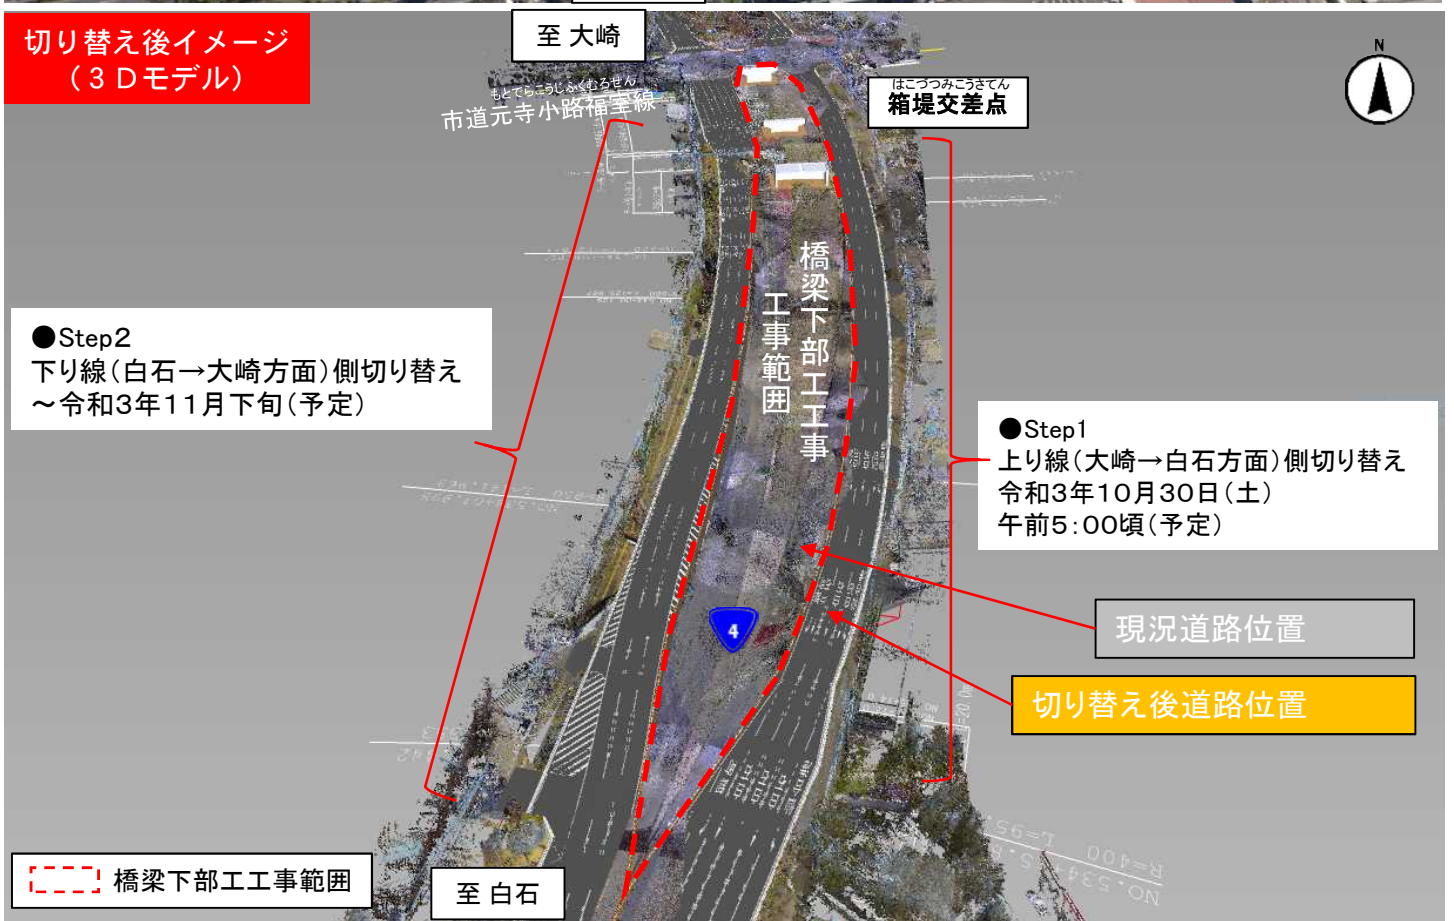 切り替え後イメージ
（３Ｄモデル）
至 大崎
N
もとでらこうじふくむろせん
市道元寺小路福室線
はこづつみこうさてん
箱堤交差点
橋梁下部工工事
工事範囲
●Step２
下り線（白石→大崎方面）側切り替え
～令和３年１１月下旬（予定）
●Step1
上り線（大崎→白石方面）側切り替え
令和３年１０月３０日（土）
午前５：００頃（予定）
4
現況道路位置
切り替え後道路位置
橋梁下部工工事範囲
至 白石
R=400